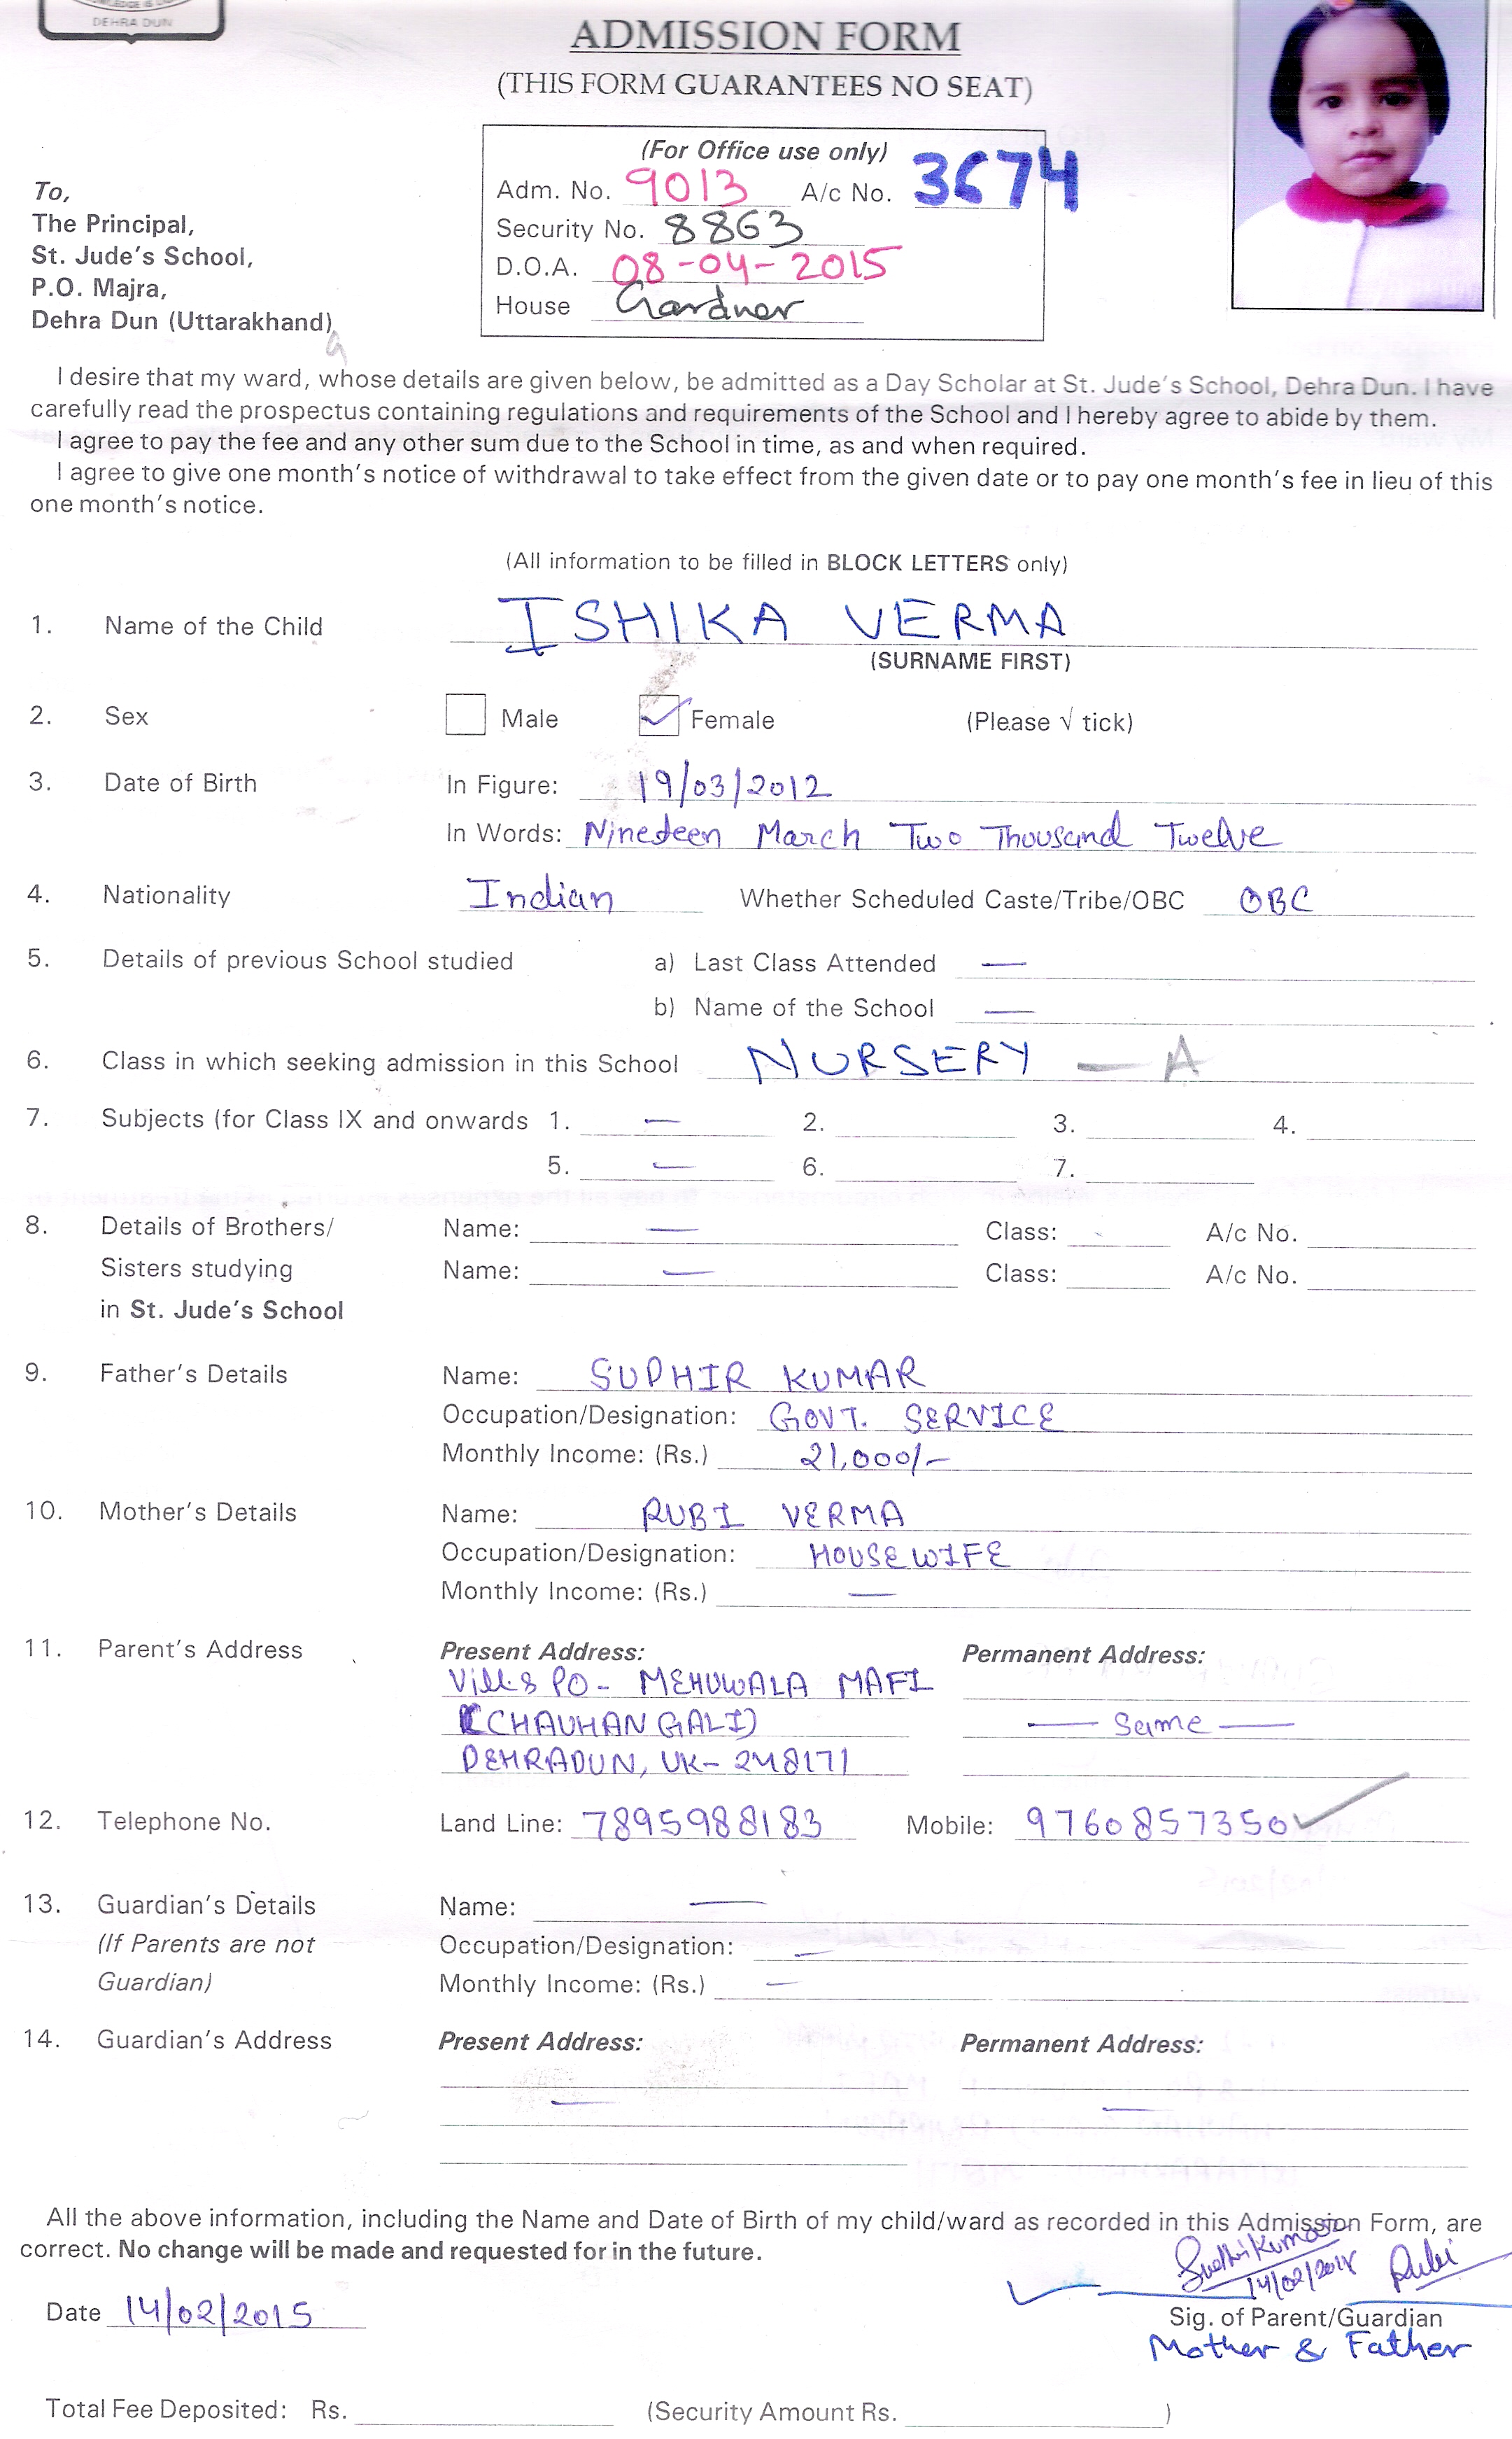 DEHRA DUN
ADMISSION FORM
(THIS FORM GUARANTEES NO SEAT)
(For Office use only)
Adm. No. 9013 A/c No. 3674
Security No. 8863
D.O.A. 08-04-2015
House Gardner
To,
The Principal,
St. Jude's School,
P.O. Majra,
Dehra Dun (Uttarakhand)
I desire that my ward, whose details are given below, be admitted as a Day Scholar at St. Jude's School, Dehra Dun. I have
carefully read the prospectus containing regulations and requirements of the School and I hereby agree to abide by them.
I agree to pay the fee and any other sum due to the School in time, as and when required.
I agree to give one month's notice of withdrawal to take effect from the given date or to pay one month's fee in lieu of this
one month's notice.
(All information to be filled in BLOCK LETTERS only)
1. Name of the Child ISHIKA VERMA
(SURNAME FIRST)
2. Sex Male Female (Please √ tick)
3. Date of Birth In Figure: 19/03/2012
In Words: Nineteen March Two Thousand Twelve
4. Nationality Indian Whether Scheduled Caste/Tribe/OBC OBC
5. Details of previous School studied a) Last Class Attended —
b) Name of the School —
6. Class in which seeking admission in this School NURSERY — A
7. Subjects (for Class IX and onwards 1. — 2. 3. 4.
5. — 6. 7.
8. Details of Brothers/ Name: — Class: A/c No.
Sisters studying Name: — Class: A/c No.
in St. Jude's School
9. Father's Details Name: SUDHIR KUMAR
Occupation/Designation: GOVT. SERVICE
Monthly Income: (Rs.) 21,000/-
10. Mother's Details Name: RUBI VERMA
Occupation/Designation: HOUSEWIFE
Monthly Income: (Rs.) —
11. Parent's Address Present Address: Permanent Address:
Vill & PO - MEHUWALA MAFI
(CHAUHAN GALI) — Same —
DEHRADUN, UK- 248171
12. Telephone No. Land Line: 7895988183 Mobile: 9760857350
13. Guardian's Details Name: —
(If Parents are not Occupation/Designation: —
Guardian) Monthly Income: (Rs.) —
14. Guardian's Address Present Address: Permanent Address:
— —
All the above information, including the Name and Date of Birth of my child/ward as recorded in this Admission Form, are
correct. No change will be made and requested for in the future.
Sudhir Kumar Rubi
14/02/2015
Date 14/02/2015
Sig. of Parent/Guardian
Mother & Father
Total Fee Deposited: Rs. (Security Amount Rs. )